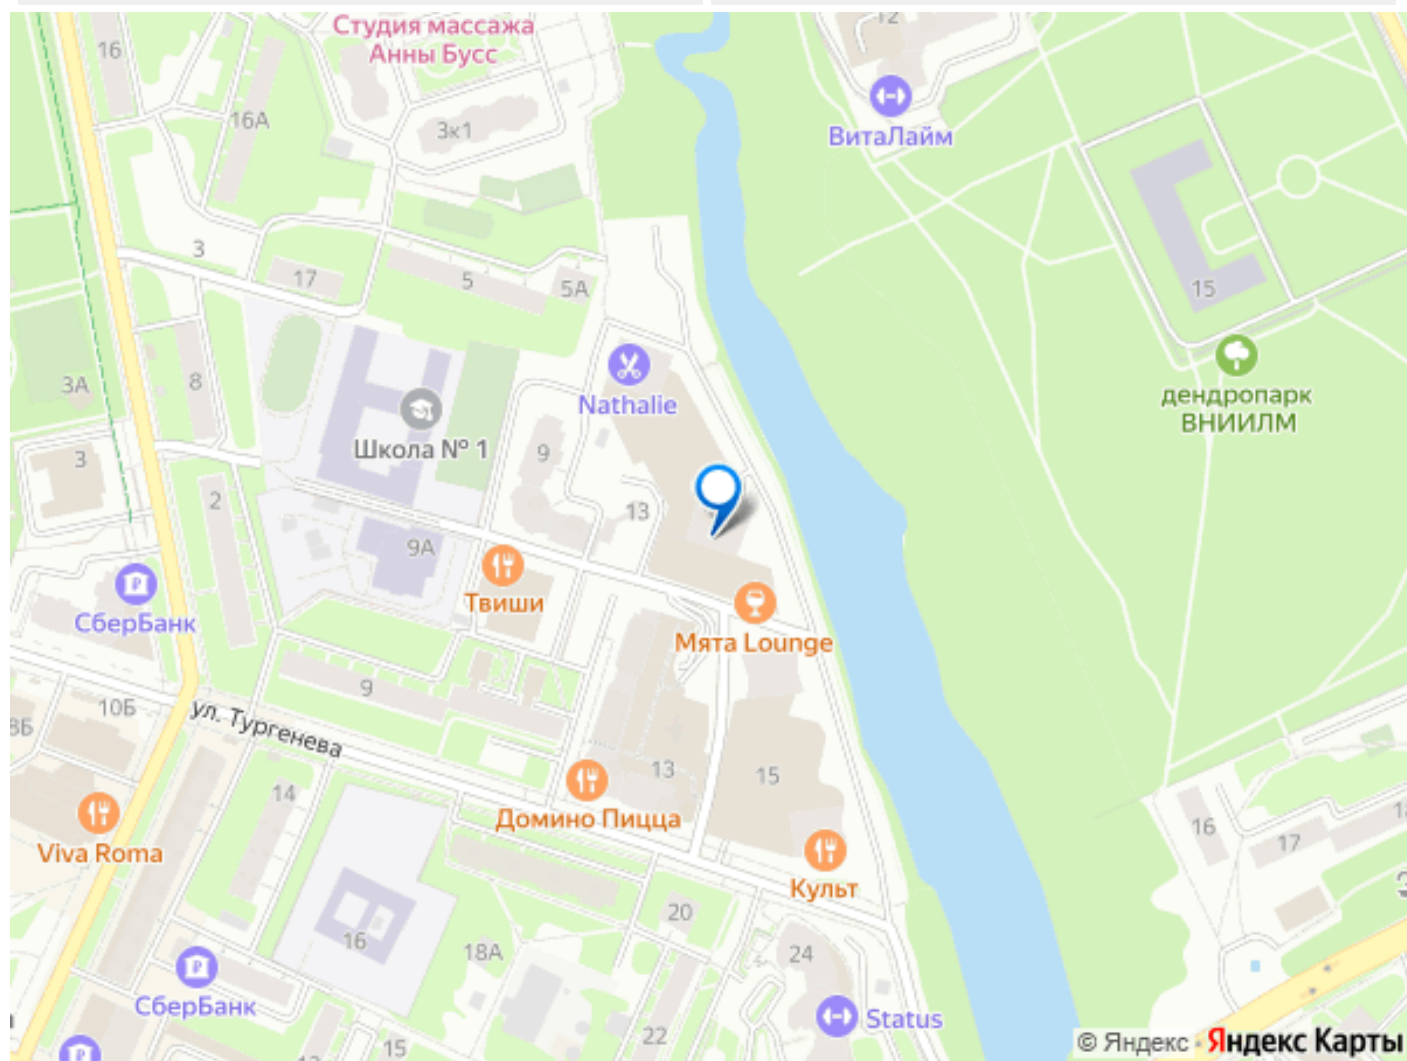 Студия массажа
Анны Бусс
12
16
16А
3к1
ВитаЛайм
3
17
5
5А
15
3А
8
Nathalie
дендропарк
ВНИИЛМ
Школа № 1
9
3
2
13
9А
СберБанк
Твиши
Мята Lounge
9
10Б
ул. Тургенева
13
15
14
Домино Пицца
Viva Roma
16
17
Культ
20
16
18А
24
СберБанк
Status
22
15
© Яндекс
Яндекс Карты